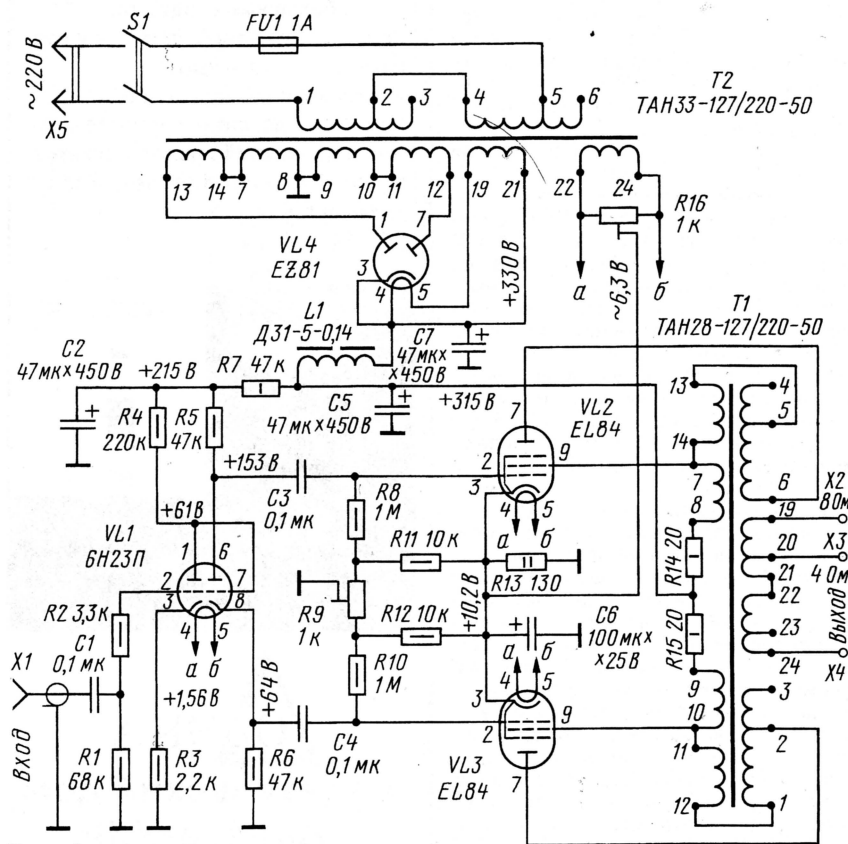 S1
FU1 1А
~220 В
X5
1
2
3
4
5
6
T2
ТАН33-127/220-50
13
14
7
8
9
10
11
12
19
21
22
24
R16
1 к
1
7
VL4
EZ81
3
4
5
+330 В
а
~6,3 В
б
L1
Д31-5-0,14
C7
47 мк×
×450 В
T1
ТАН28-127/220-50
C2
47 мк×450 В
+215 В
R7 47 к
C5
47 мк×450 В
+315 В
R4
220 к
R5
47 к
7
VL2
EL84
13
4
5
14
2
9
3
4
5
а
б
7
8
6
+153 В
C3
0,1 мк
R8
1 М
+61 В
VL1
6Н23П
1
6
2
7
3
8
4
5
а
б
R11 10 к
R13 130
R9
1 к
R12 10 к
+10,2 В
C6
100 мк×
×25 В
R14 20
R15 20
19
X2
8 Ом
20
X3
4 Ом
21
22
23
24
Выход
X4
R2 3,3 к
C1
0,1 мк
X1
Вход
+1,56 В
+64 В
R10
1 М
C4
0,1 мк
4
а
б
5
3
2
9
7
VL3
EL84
9
10
11
12
3
2
1
R1
68 к
R3
2,2 к
R6
47 к